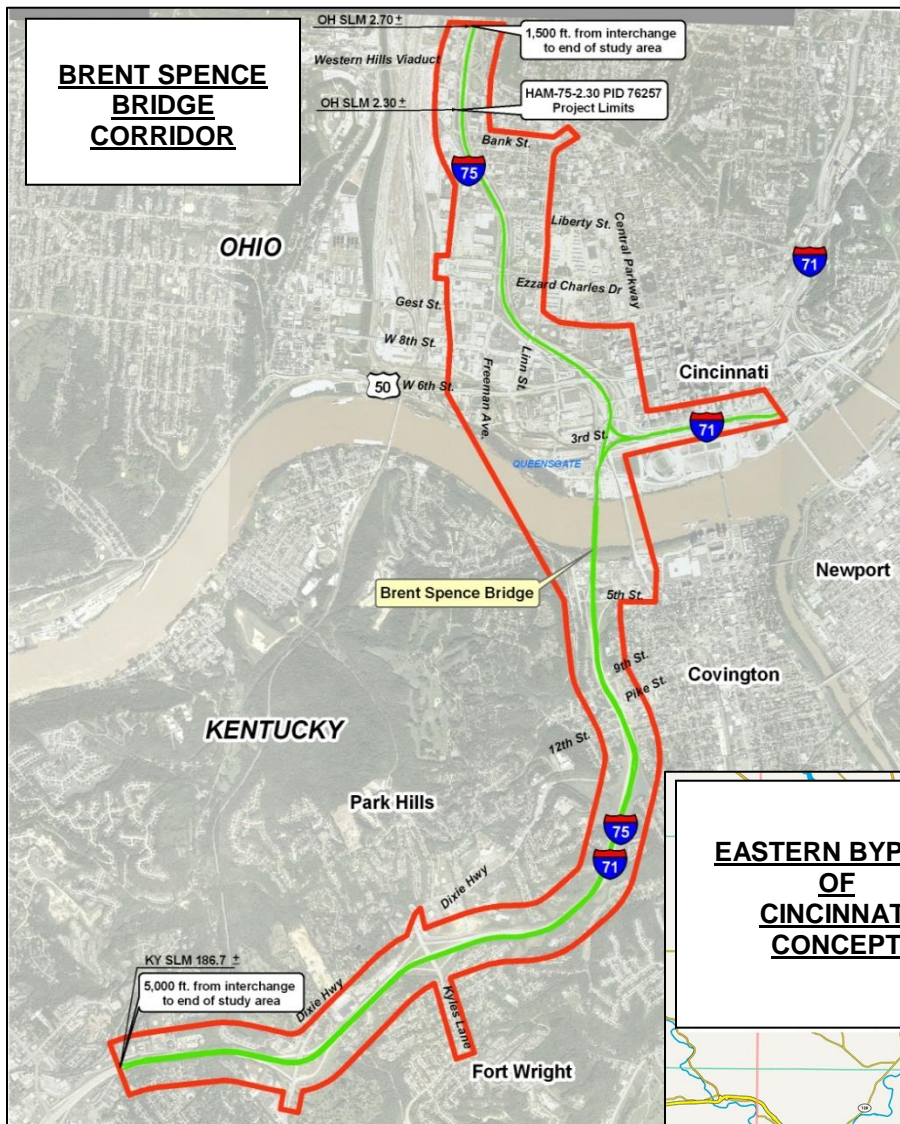 OH SLM 2.70 ±
BRENT SPENCE
BRIDGE
CORRIDOR
1,500 ft. from interchange
to end of study area
Western Hills Viaduct
OH SLM 2.30 ±
HAM-75-2.30 PID 76257
Project Limits
Bank St.
75
Liberty St.
Central Parkway
OHIO
71
Ezzard Charles Dr
Gest St.
W 8th St.
Linn St.
Freeman Ave.
Cincinnati
50
W 6th St.
3rd St.
71
QUEENSGATE
Newport
Brent Spence Bridge
5th St.
9th St.
Covington
Pike St.
KENTUCKY
12th St.
Park Hills
75
71
EASTERN BYP
OF
CINCINNAT
CONCEPT
Dixie Hwy
KY SLM 186.7 ±
5,000 ft. from interchange
to end of study area
Dixie Hwy
Kyles Lane
Fort Wright